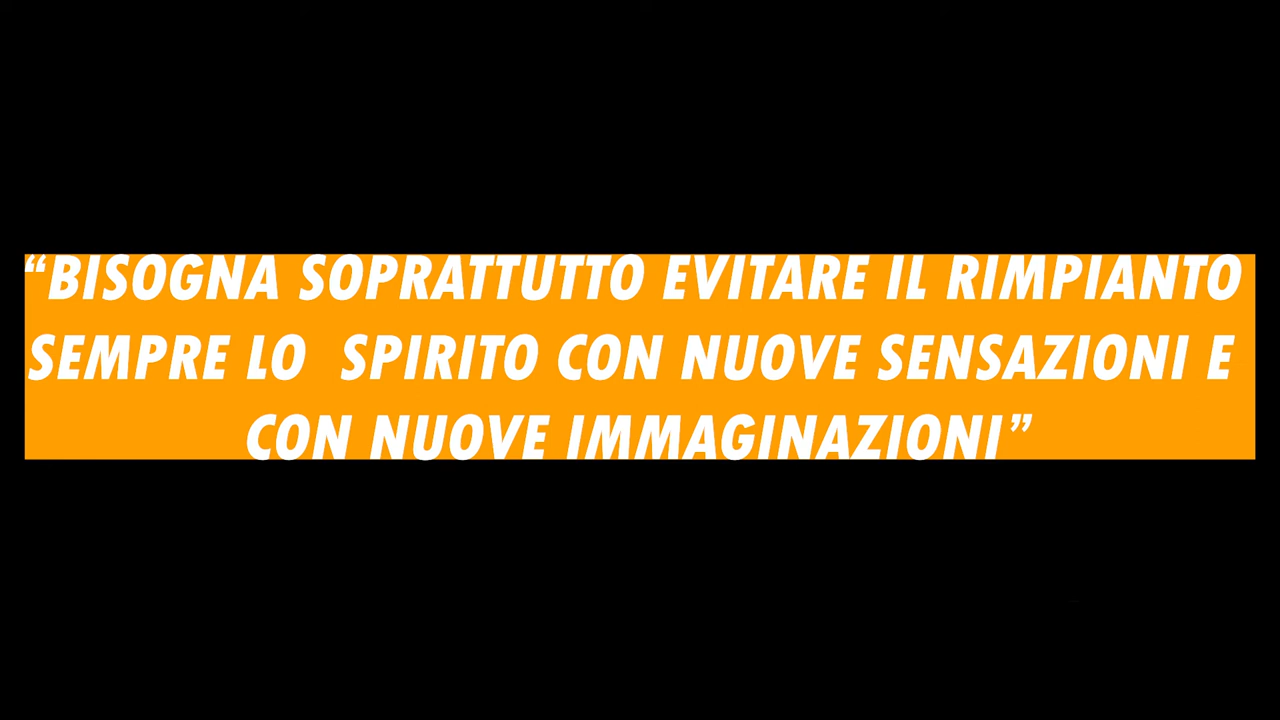 “BISOGNA SOPRATTUTTO EVITARE IL RIMPIANTO
SEMPRE LO  SPIRITO CON NUOVE SENSAZIONI E
CON NUOVE IMMAGINAZIONI”